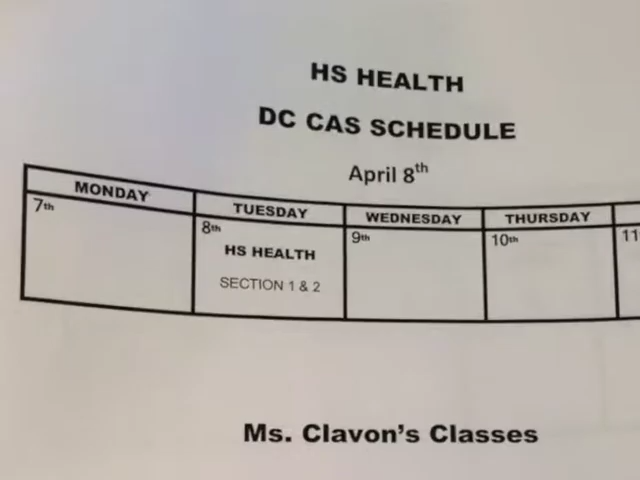 HS HEALTH
DC CAS SCHEDULE
April 8th
MONDAY TUESDAY WEDNESDAY THURSDAY
7th 8th 9th 10th 11
HS HEALTH
SECTION 1 & 2
Ms. Clavon's Classes